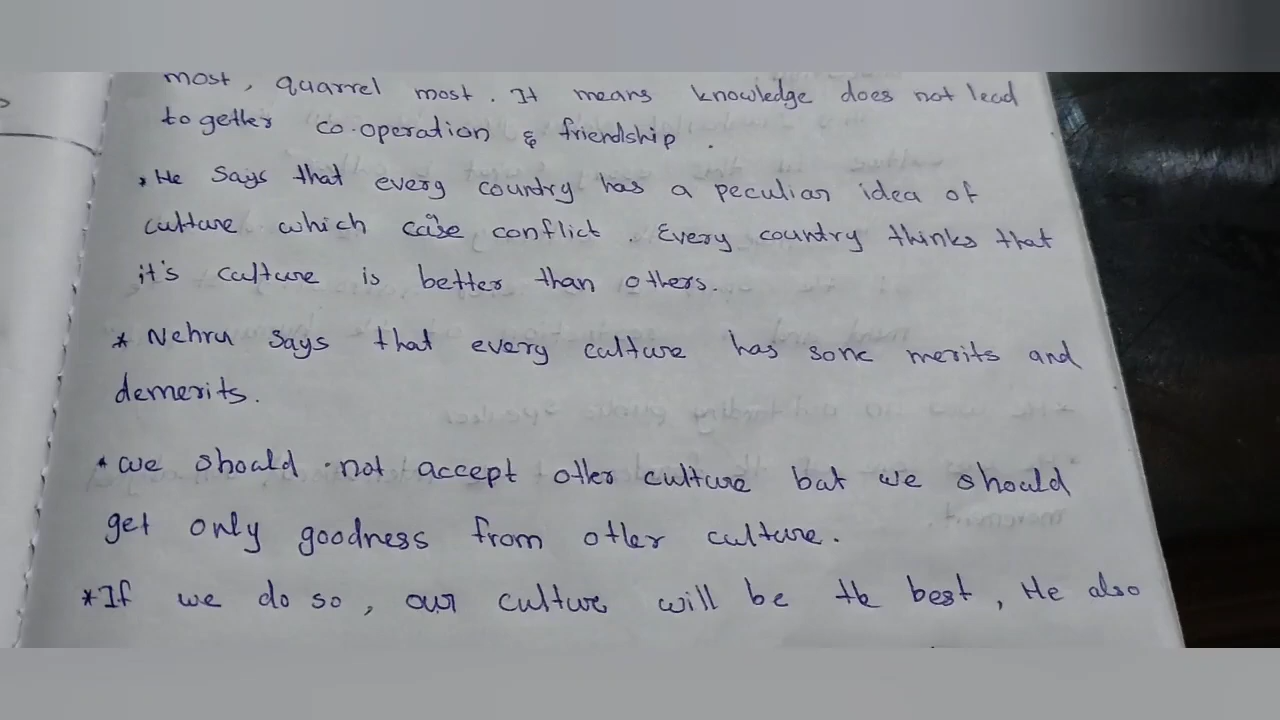 most, quarrel most. It means knowledge does not lead
together co-operation & friendship.
* He says that every country has a peculiar idea of
culture which case conflict. Every country thinks that
it's culture is better than others.
* Nehru says that every culture has some merits and
demerits.
* we should not accept other culture but we should
get only goodness from other culture.
* If we do so, our culture will be the best, He also